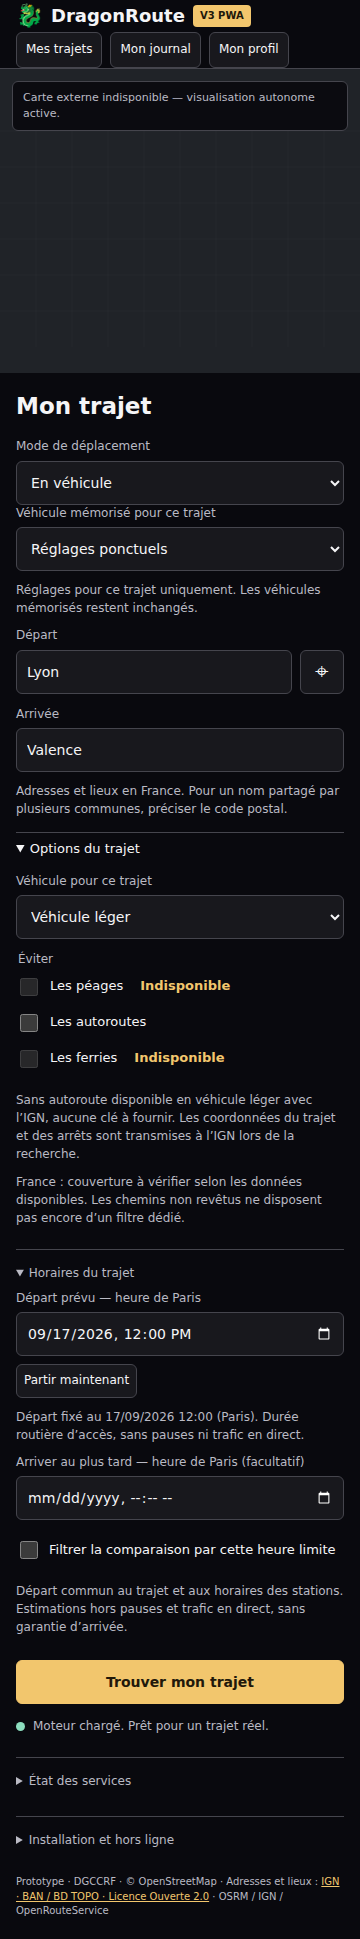 DragonRoute V3 PWA
Mes trajets Mon journal Mon profil
Carte externe indisponible — visualisation autonome
active.
Mon trajet
Mode de déplacement
En véhicule
Véhicule mémorisé pour ce trajet
Réglages ponctuels
Réglages pour ce trajet uniquement. Les véhicules
mémorisés restent inchangés.
Départ
Lyon
Arrivée
Valence
Adresses et lieux en France. Pour un nom partagé par
plusieurs communes, préciser le code postal.
Options du trajet
Véhicule pour ce trajet
Véhicule léger
Éviter
Les péages Indisponible
Les autoroutes
Les ferries Indisponible
Sans autoroute disponible en véhicule léger avec
l’IGN, aucune clé à fournir. Les coordonnées du trajet
et des arrêts sont transmises à l’IGN lors de la
recherche.
France : couverture à vérifier selon les données
disponibles. Les chemins non revêtus ne disposent
pas encore d’un filtre dédié.
Horaires du trajet
Départ prévu — heure de Paris
09/17/2026, 12:00 PM
Partir maintenant
Départ fixé au 17/09/2026 12:00 (Paris). Durée
routière d’accès, sans pauses ni trafic en direct.
Arriver au plus tard — heure de Paris (facultatif)
mm/dd/yyyy, --:-- --
Filtrer la comparaison par cette heure limite
Départ commun au trajet et aux horaires des stations.
Estimations hors pauses et trafic en direct, sans
garantie d’arrivée.
Trouver mon trajet
Moteur chargé. Prêt pour un trajet réel.
État des services
Installation et hors ligne
Prototype · DGCCRF · © OpenStreetMap · Adresses et lieux : IGN
· BAN / BD TOPO · Licence Ouverte 2.0 · OSRM / IGN /
OpenRouteService